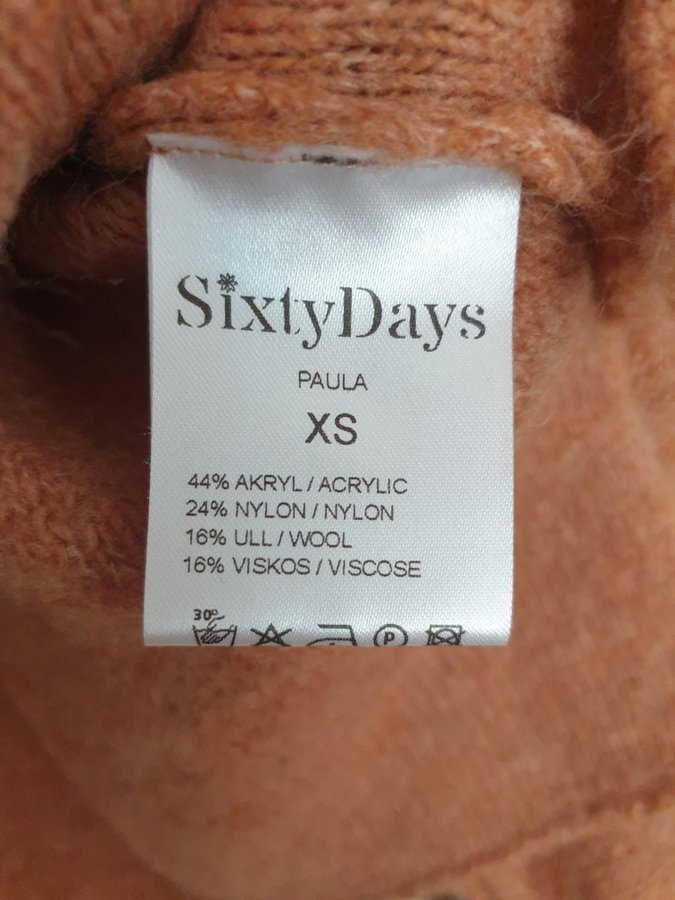 SixtyDays
PAULA
XS
44% AKRYL / ACRYLIC
24% NYLON / NYLON
16% ULL / WOOL
16% VISKOS / VISCOSE
30°
P